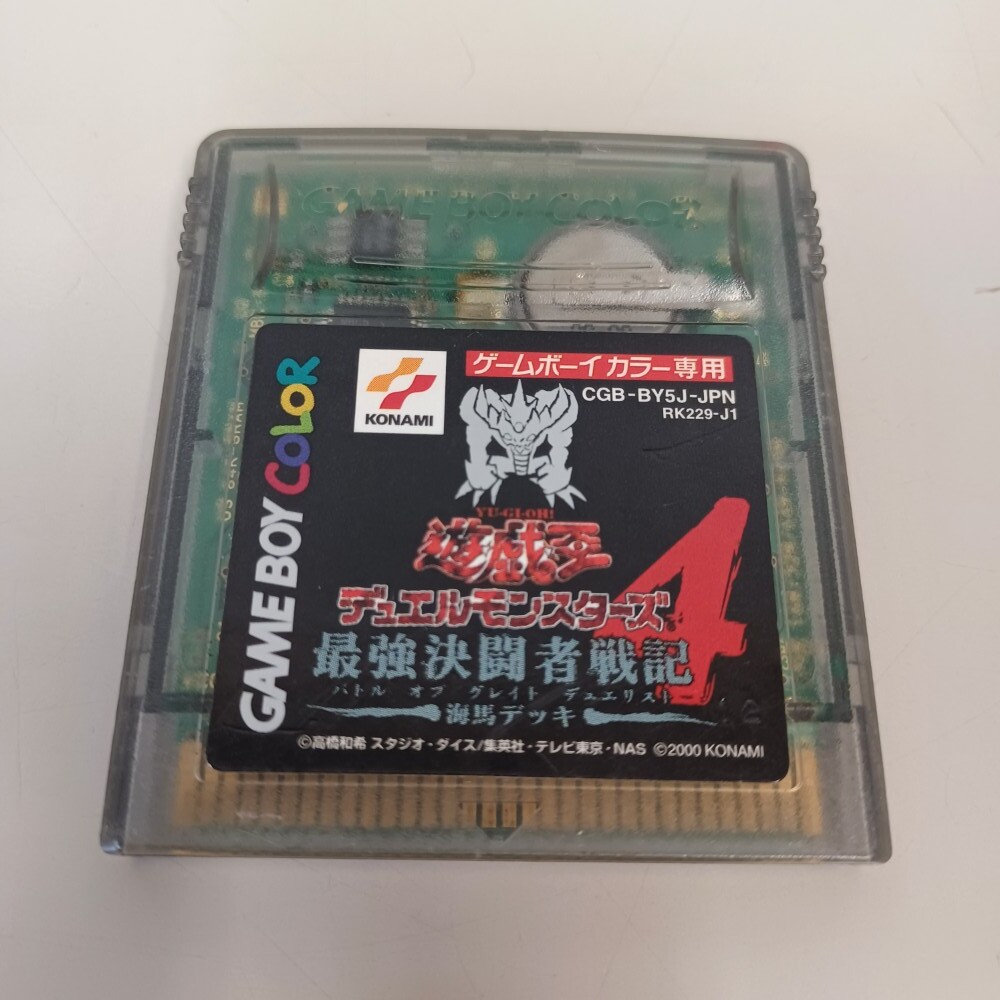 GAME BOY COLOR
GAME BOY COLOR
KONAMI
ゲームボーイ カラー専用
CGB-BY5J-JPN
RK229-J1
YU-GI-OH!
遊戯王
デュエルモンスターズ
4
最強決闘者戦記
バトル オブ グレイト デュエリスト
海馬デッキ
©高橋和希 スタジオ・ダイス/集英社・テレビ東京・NAS ©2000 KONAMI